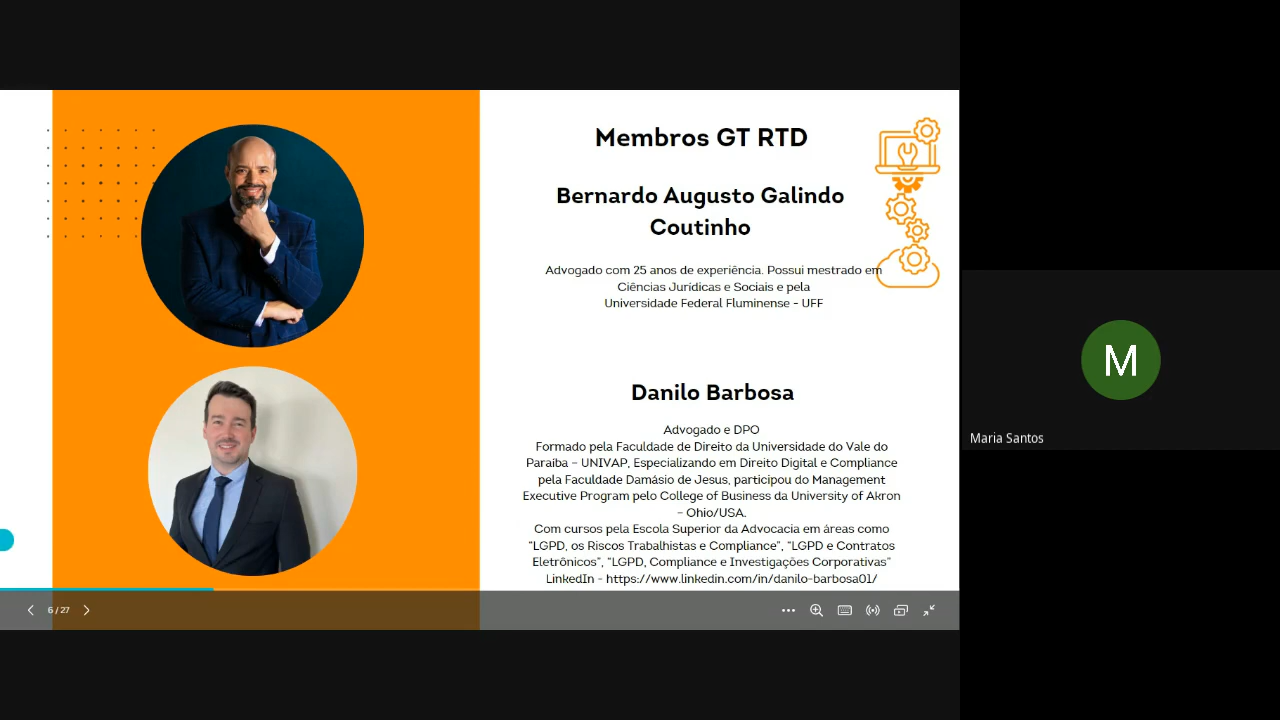 Membros GT RTD
Bernardo Augusto Galindo
Coutinho
Advogado com 25 anos de experiência. Possui mestrado em
Ciências Jurídicas e Sociais e pela
Universidade Federal Fluminense - UFF
Danilo Barbosa
Advogado e DPO
Formado pela Faculdade de Direito da Universidade do Vale do
Paraíba – UNIVAP, Especializando em Direito Digital e Compliance
pela Faculdade Damásio de Jesus, participou do Management
Executive Program pelo College of Business da University of Akron
– Ohio/USA.
Com cursos pela Escola Superior da Advocacia em áreas como
"LGPD, os Riscos Trabalhistas e Compliance", "LGPD e Contratos
Eletrônicos", "LGPD, Compliance e Investigações Corporativas"
LinkedIn - https://www.linkedin.com/in/danilo-barbosa01/
6 / 27
M
Maria Santos